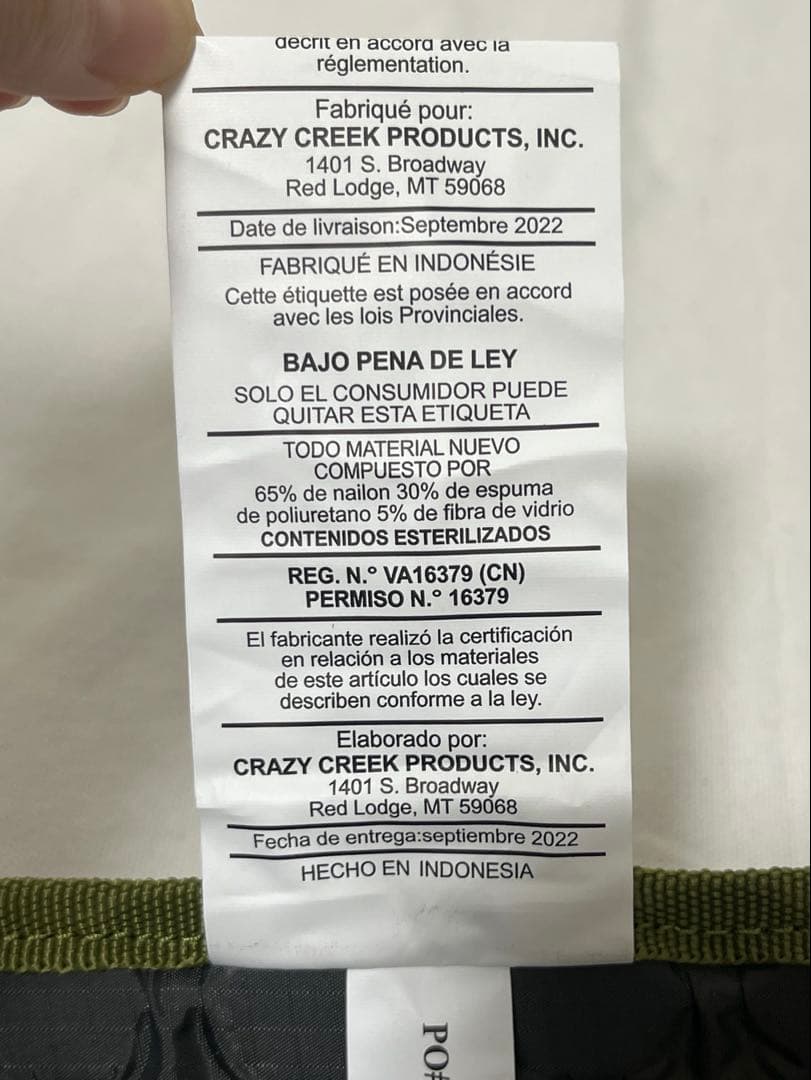 décrit en accord avec la
réglementation.
Fabriqué pour:
CRAZY CREEK PRODUCTS, INC.
1401 S. Broadway
Red Lodge, MT 59068
Date de livraison:Septembre 2022
FABRIQUÉ EN INDONÉSIE
Cette étiquette est posée en accord
avec les lois Provinciales.
BAJO PENA DE LEY
SOLO EL CONSUMIDOR PUEDE
QUITAR ESTA ETIQUETA
TODO MATERIAL NUEVO
COMPUESTO POR
65% de nailon 30% de espuma
de poliuretano 5% de fibra de vidrio
CONTENIDOS ESTERILIZADOS
REG. N.º VA16379 (CN)
PERMISO N.º 16379
El fabricante realizó la certificación
en relación a los materiales
de este artículo los cuales se
describen conforme a la ley.
Elaborado por:
CRAZY CREEK PRODUCTS, INC.
1401 S. Broadway
Red Lodge, MT 59068
Fecha de entrega:septiembre 2022
HECHO EN INDONESIA
PO#